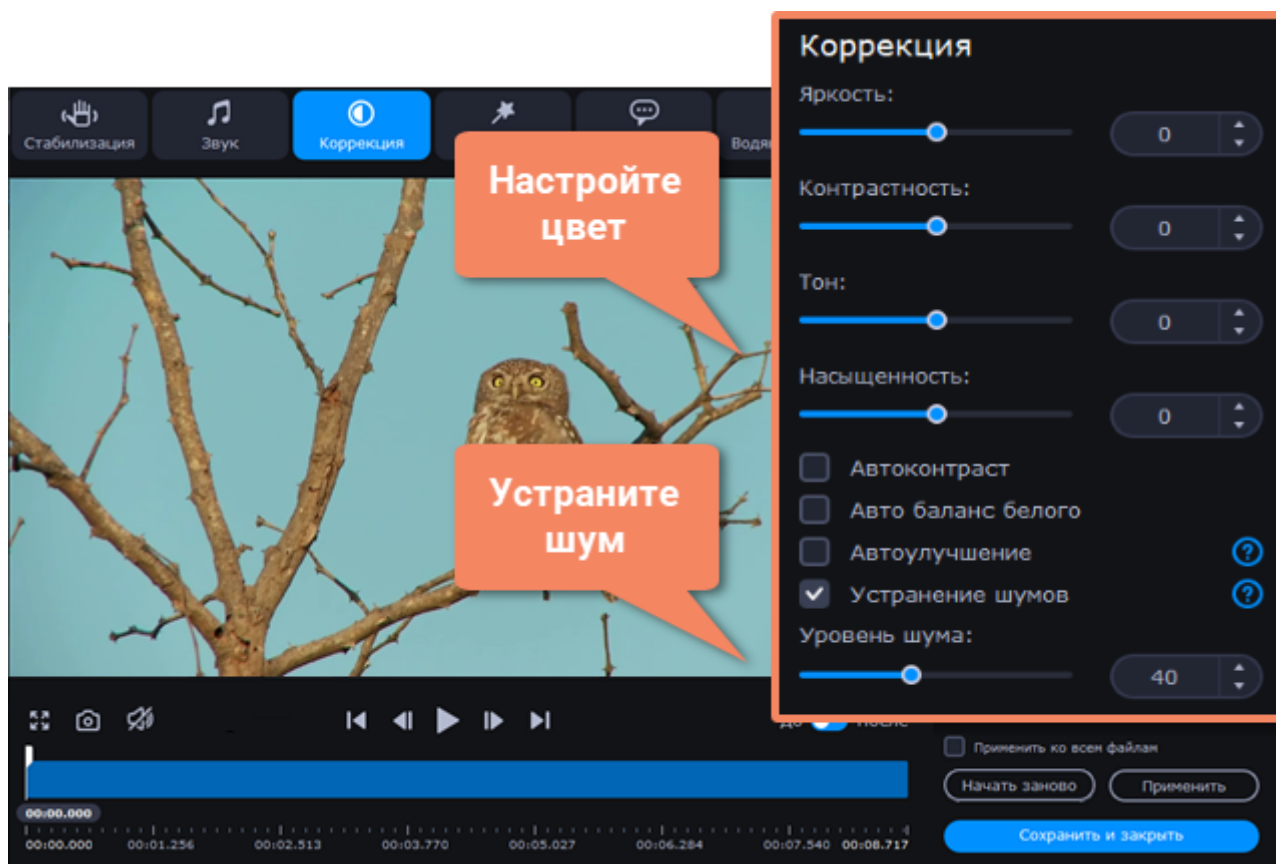 Коррекция
Яркость:
0
Контрастность:
0
Тон:
0
Насыщенность:
0
Автоконтраст
Авто баланс белого
Автоулучшение
?
Устранение шумов
?
Уровень шума:
40
Стабилизация
Звук
Коррекция
Настройте
цвет
Устраните
шум
До
после
Применить ко всем файлам
Начать заново
Применить
Сохранить и закрыть
00:00.000
00:00.000
00:01.256
00:02.513
00:03.770
00:05.027
00:06.284
00:07.540
00:08.717